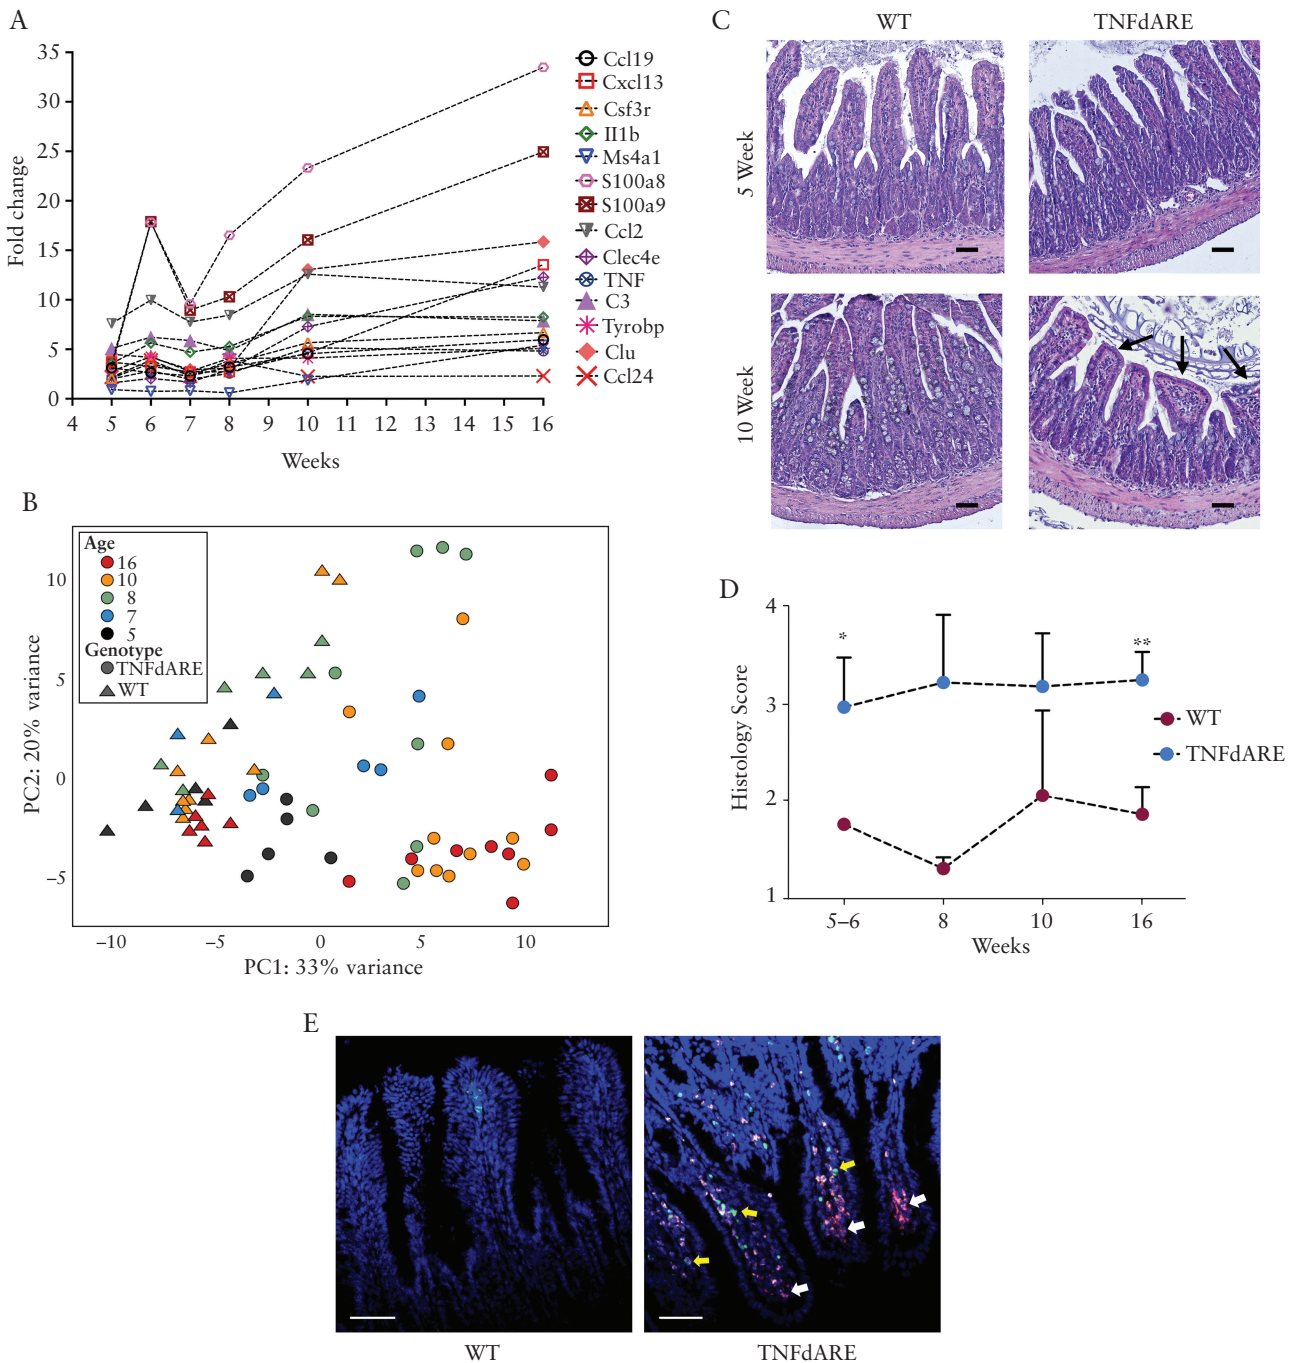 A
Fold change
35
30
25
20
15
10
5
0
4 5 6 7 8 9 10 11 12 13 14 15 16
Weeks
Ccl19
Cxcl13
Csf3r
Il1b
Ms4a1
S100a8
S100a9
Ccl2
Clec4e
TNF
C3
Tyrobp
Clu
Ccl24
B
Age
16
10
8
7
5
Genotype
TNFdARE
WT
PC2: 20% variance
10
5
0
−5
−10 −5 0 5 10
PC1: 33% variance
C
WT TNFdARE
5 Week
10 Week
D
Histology Score
4
3
2
1
* **
WT
TNFdARE
5–6 8 10 16
Weeks
E
WT TNFdARE